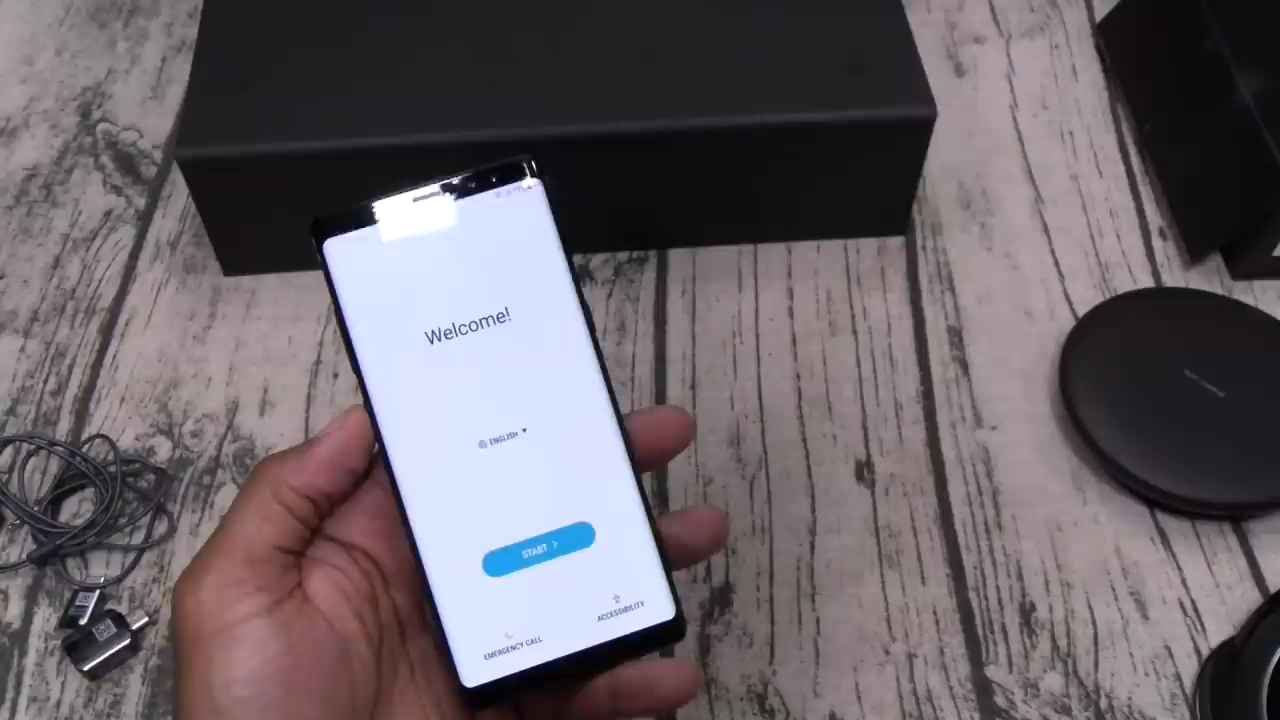 Welcome!
ENGLISH
START
EMERGENCY CALL
ACCESSIBILITY